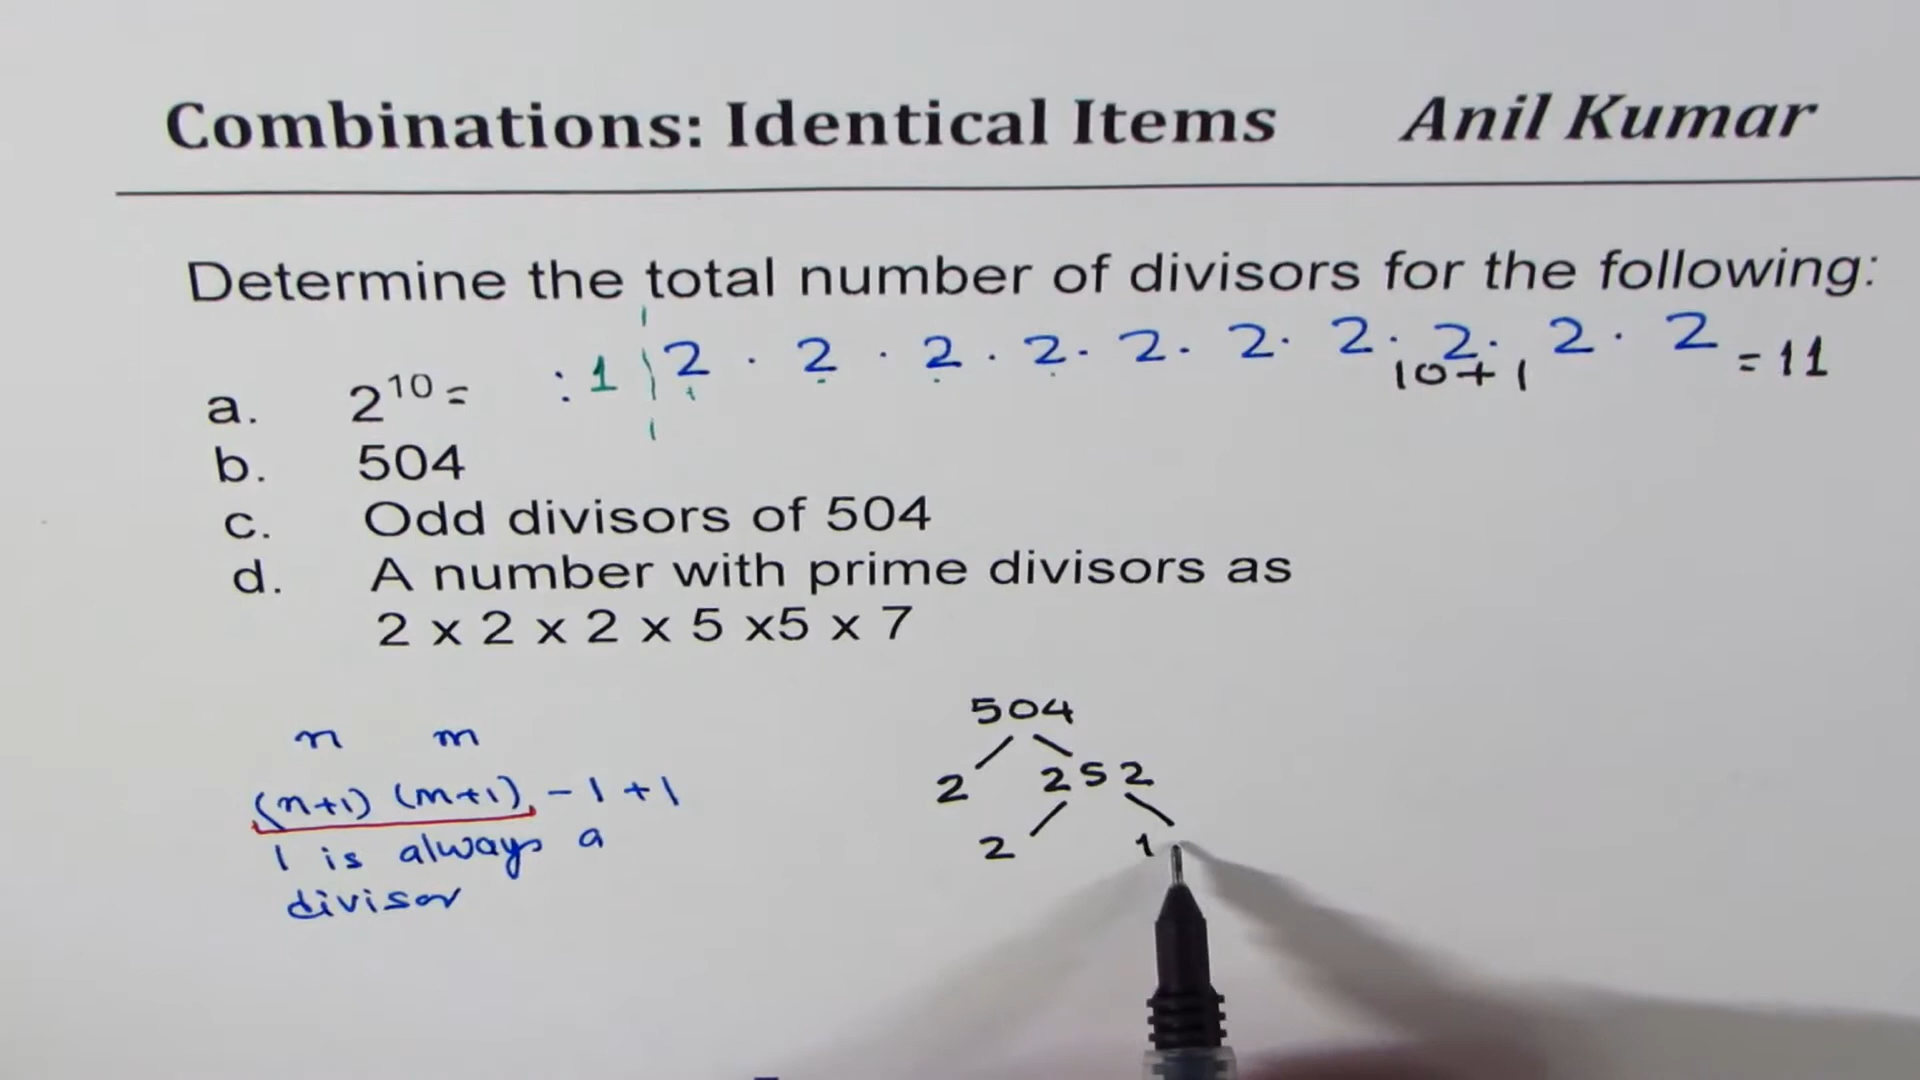 Combinations: Identical Items Anil Kumar
Determine the total number of divisors for the following:
a. 2¹⁰ = : 1 | 2 · 2 · 2 · 2 · 2 · 2 · 2 · 2 · 2 · 2
10+1 = 11
b. 504
c. Odd divisors of 504
d. A number with prime divisors as
2 x 2 x 2 x 5 x5 x 7
n m
(n+1) (m+1) - 1 + 1
1 is always a
divisor
504
2 252
2 1